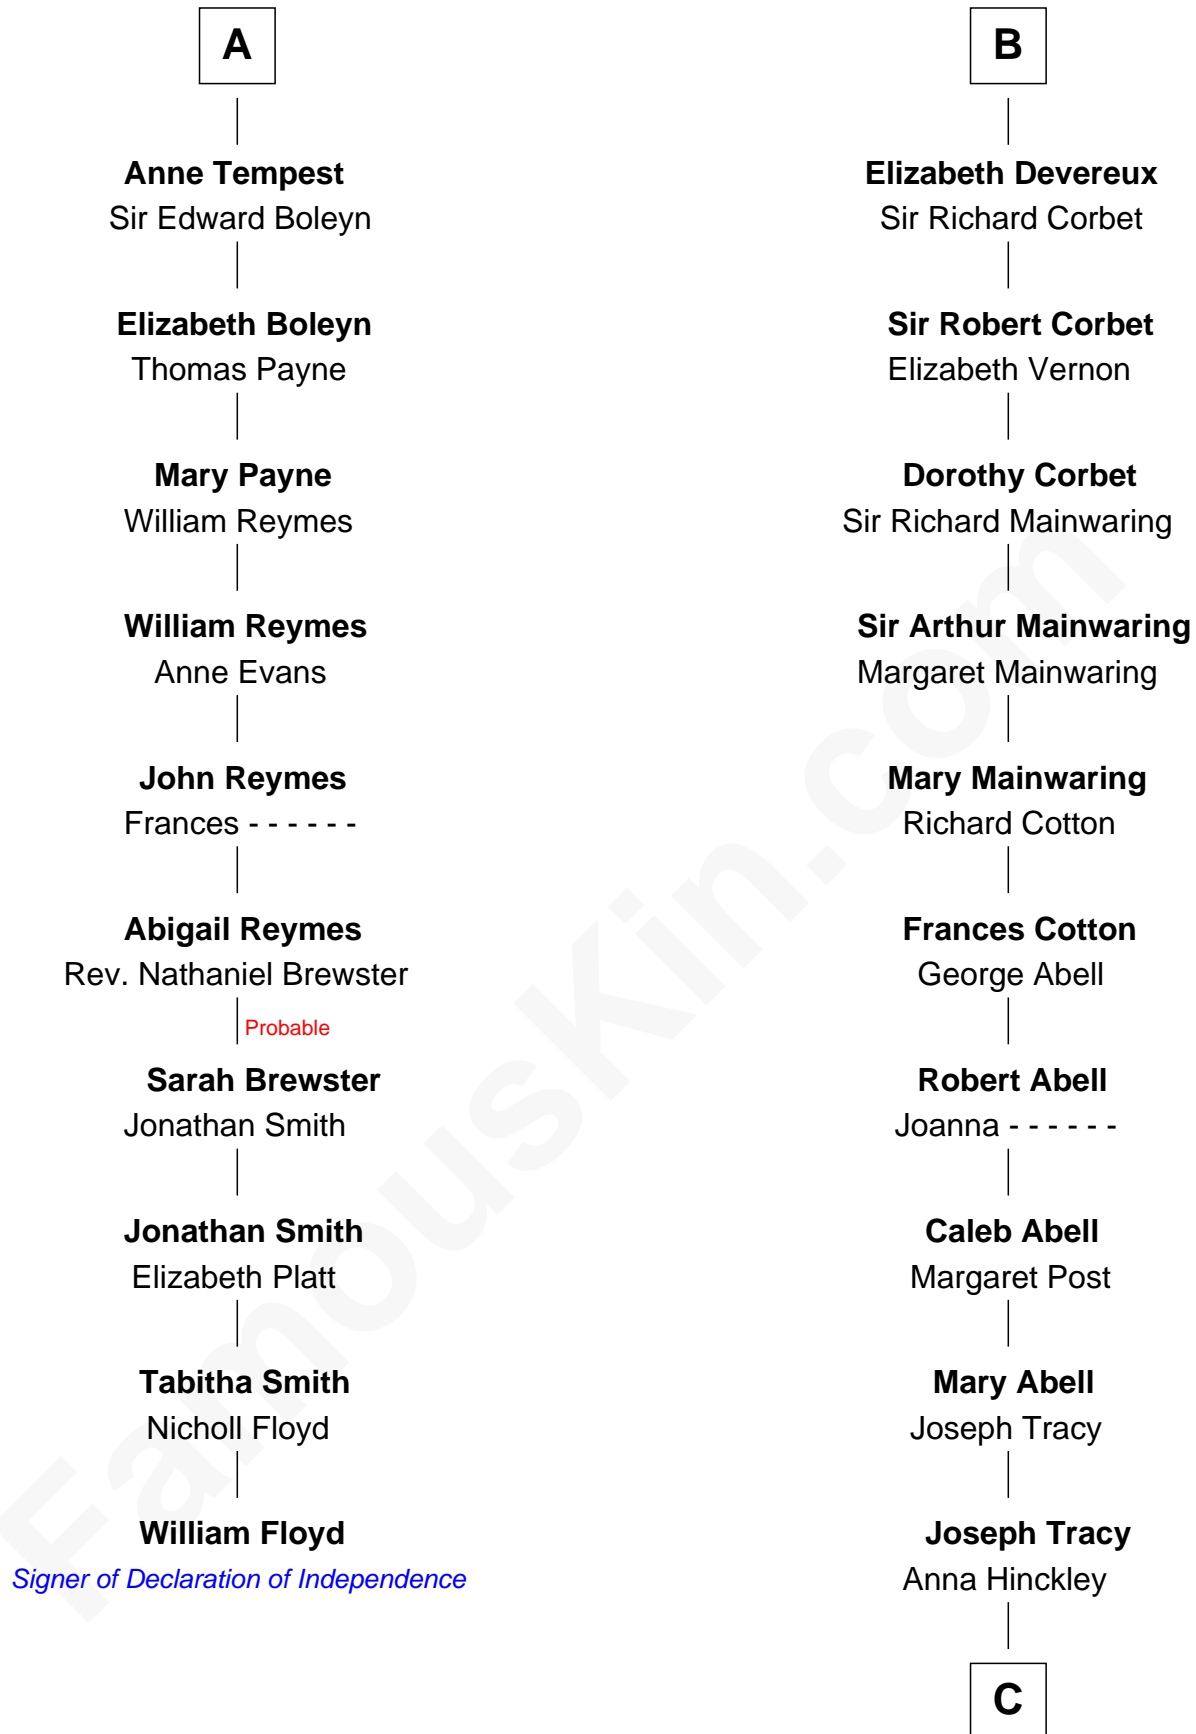 A
Anne Tempest
Sir Edward Boleyn
Elizabeth Boleyn
Thomas Payne
Mary Payne
William Reymes
William Reymes
Anne Evans
John Reymes
Frances - - - - - -
Abigail Reymes
Rev. Nathaniel Brewster
Probable
Sarah Brewster
Jonathan Smith
Jonathan Smith
Elizabeth Platt
Tabitha Smith
Nicholl Floyd
William Floyd
Signer of Declaration of Independence
B
Elizabeth Devereux
Sir Richard Corbet
Sir Robert Corbet
Elizabeth Vernon
Dorothy Corbet
Sir Richard Mainwaring
Sir Arthur Mainwaring
Margaret Mainwaring
Mary Mainwaring
Richard Cotton
Frances Cotton
George Abell
Robert Abell
Joanna - - - - - -
Caleb Abell
Margaret Post
Mary Abell
Joseph Tracy
Joseph Tracy
Anna Hinckley
C
FamousKin.com